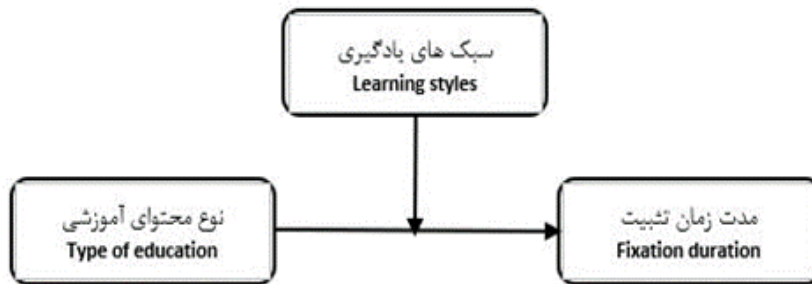 سبک های یادگیری
Learning styles
نوع محتوای آموزشی
Type of education
مدت زمان تثبیت
Fixation duration